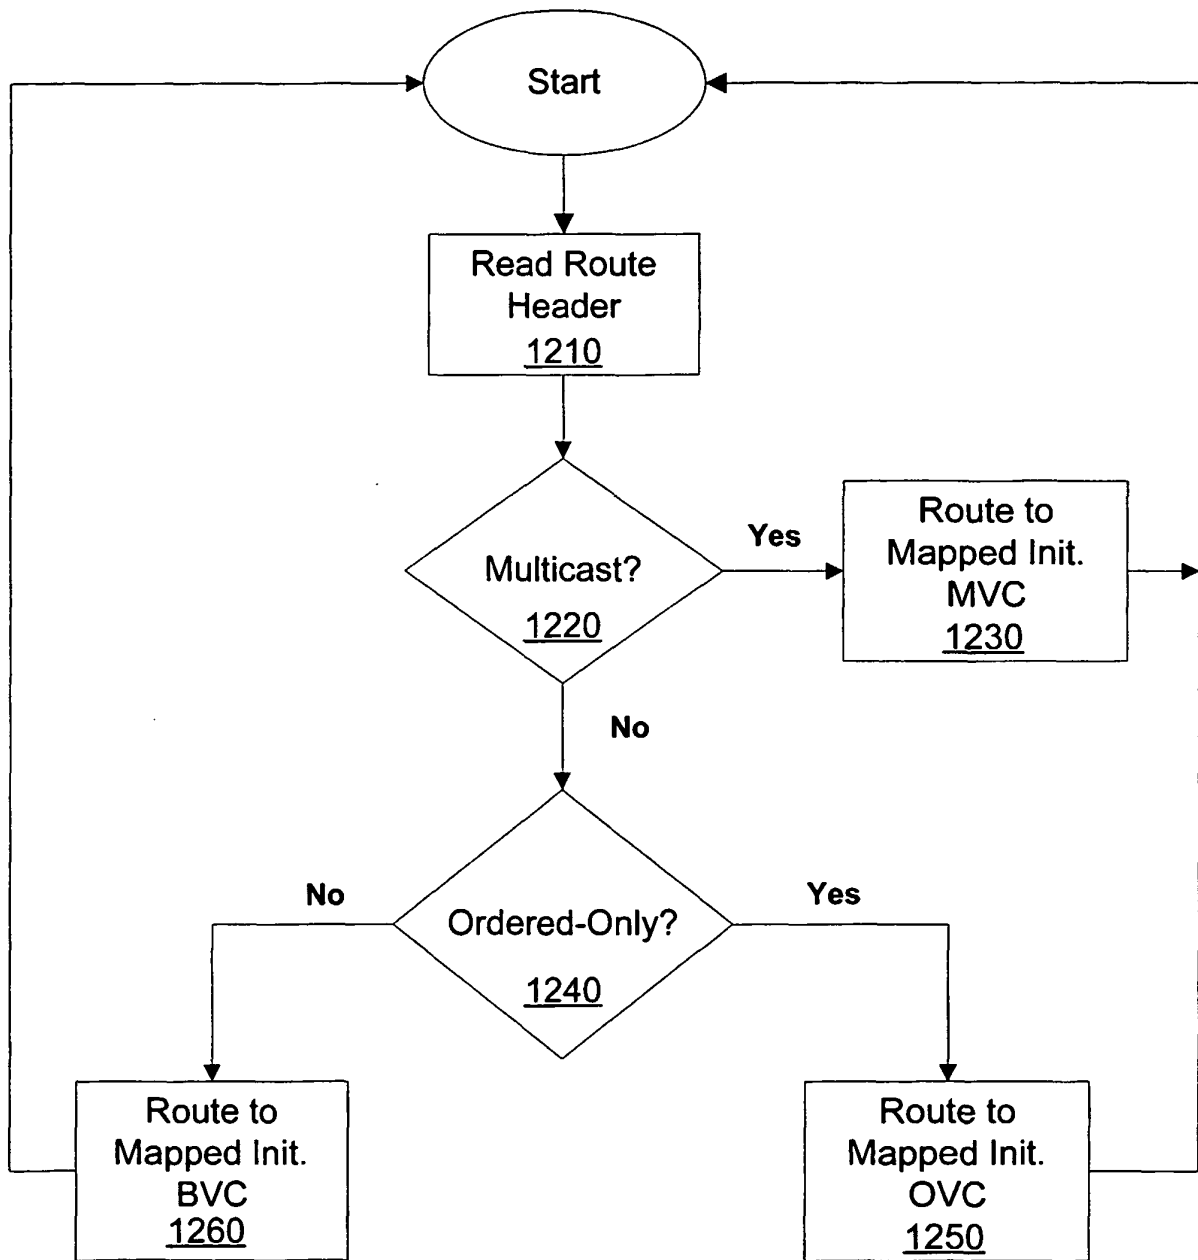 Start
Read Route
Header
1210
Multicast?
1220
Yes
Route to
Mapped Init.
MVC
1230
No
Ordered-Only?
1240
No
Yes
Route to
Mapped Init.
BVC
1260
Route to
Mapped Init.
OVC
1250